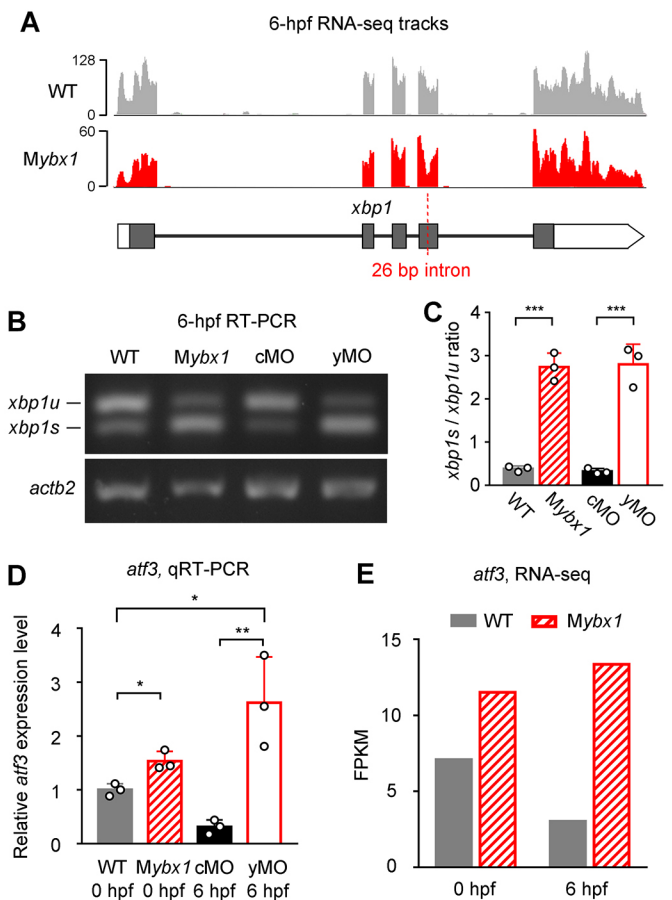 A
6-hpf RNA-seq tracks
128
WT
0
60
Mybx1
0
xbp1
26 bp intron
B
6-hpf RT-PCR
WT Mybx1 cMO yMO
xbp1u
xbp1s
actb2
C
*** ***
xbp1s / xbp1u ratio
4
3
2
1
0
WT Mybx1 cMO yMO
D
atf3, qRT-PCR
*
**
*
Relative atf3 expression level
4
3
2
1
0
WT Mybx1 cMO yMO
0 hpf 0 hpf 6 hpf 6 hpf
E
atf3, RNA-seq
WT Mybx1
FPKM
15
10
5
0
0 hpf 6 hpf